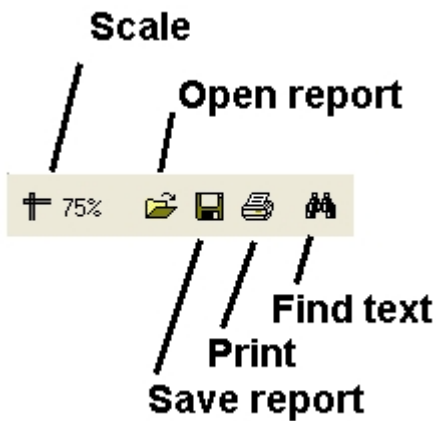 Scale
Open report
75%
Find text
Print
Save report